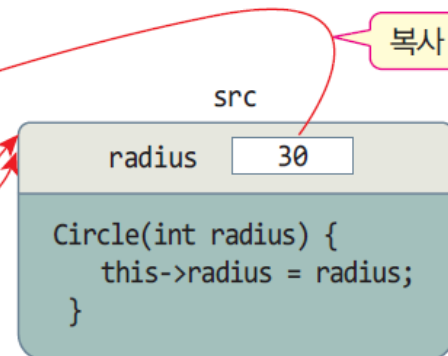 복사
src
radius 30
Circle(int radius) {
this->radius = radius;
}